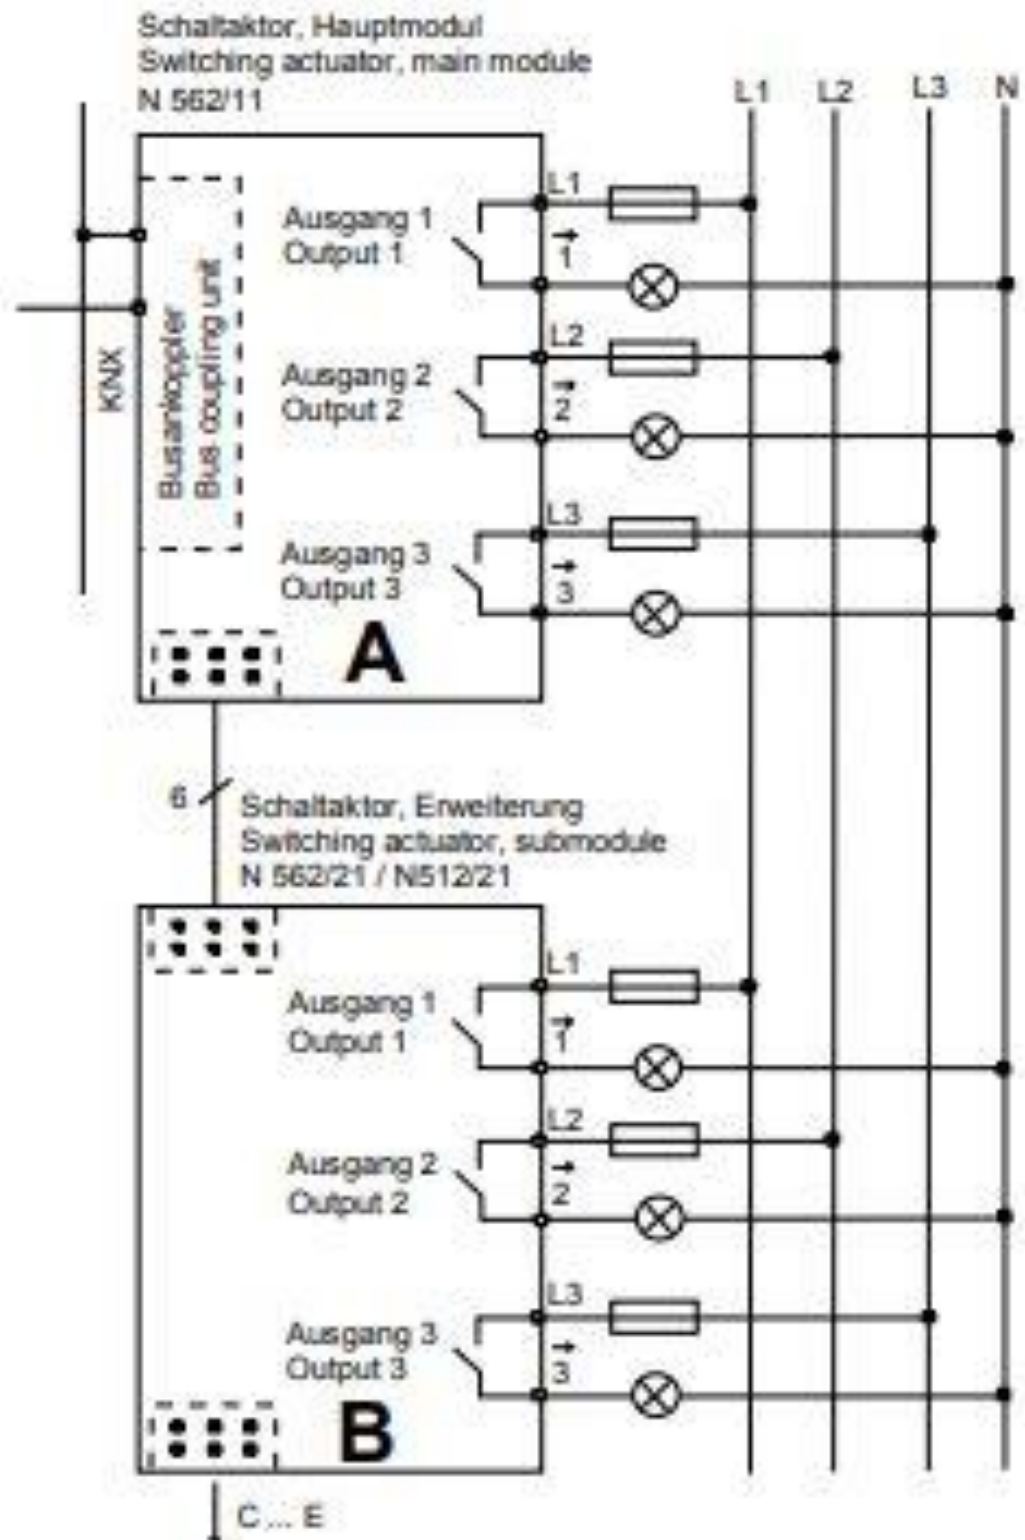 Schaltaktor, Hauptmodul
Switching actuator, main module
N 562/11
L1
L2
L3
N
KNX
Busankoppler
Bus coupling unit
Ausgang 1
Output 1
L1
1
Ausgang 2
Output 2
L2
2
Ausgang 3
Output 3
L3
3
A
6
Schaltaktor, Erweiterung
Switching actuator, submodule
N 562/21 / N512/21
Ausgang 1
Output 1
L1
1
Ausgang 2
Output 2
L2
2
Ausgang 3
Output 3
L3
3
B
C ... E